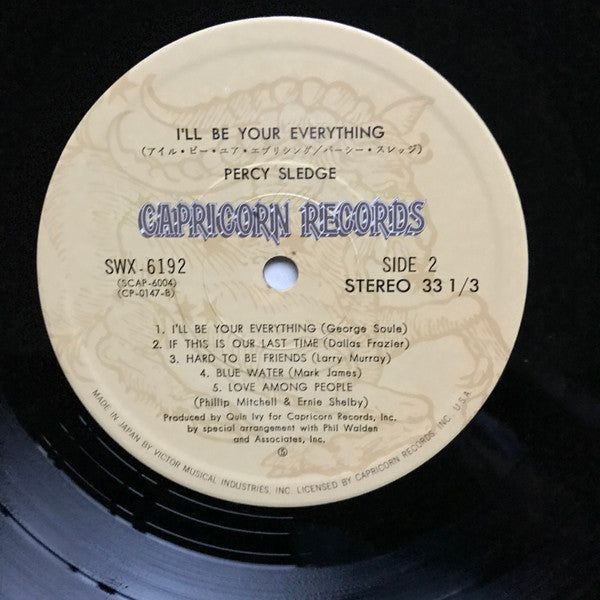 I'LL BE YOUR EVERYTHING
(アイル・ビー・ユア・エブリシング/パーシー・スレッジ)
PERCY SLEDGE
CAPRICORN RECORDS
SWX-6192
(SCAP-6004)
(CP-0147-B)
SIDE 2
STEREO 33 1/3
1. I'LL BE YOUR EVERYTHING (George Soule)
2. IF THIS IS OUR LAST TIME (Dallas Frazier)
3. HARD TO BE FRIENDS (Larry Murray)
4. BLUE WATER (Mark James)
5. LOVE AMONG PEOPLE
(Phillip Mitchell & Ernie Shelby)
Produced by Quin Ivy for Capricorn Records, Inc.
by special arrangement with Phil Walden
and Associates, Inc.
MADE IN JAPAN BY VICTOR MUSICAL INDUSTRIES, INC. LICENSED BY CAPRICORN RECORDS INC. U.S.A.